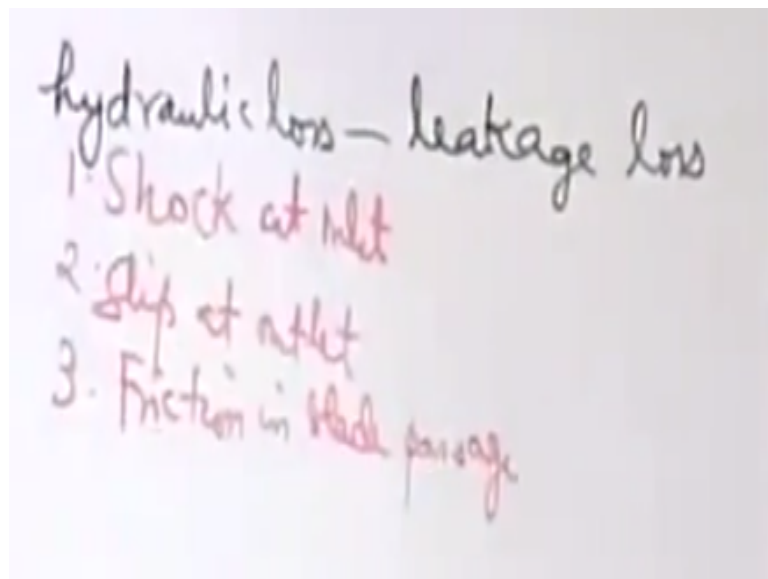 hydraulic loss – leakage loss
1. Shock at inlet
2. Slip at outlet
3. Friction in blade passage